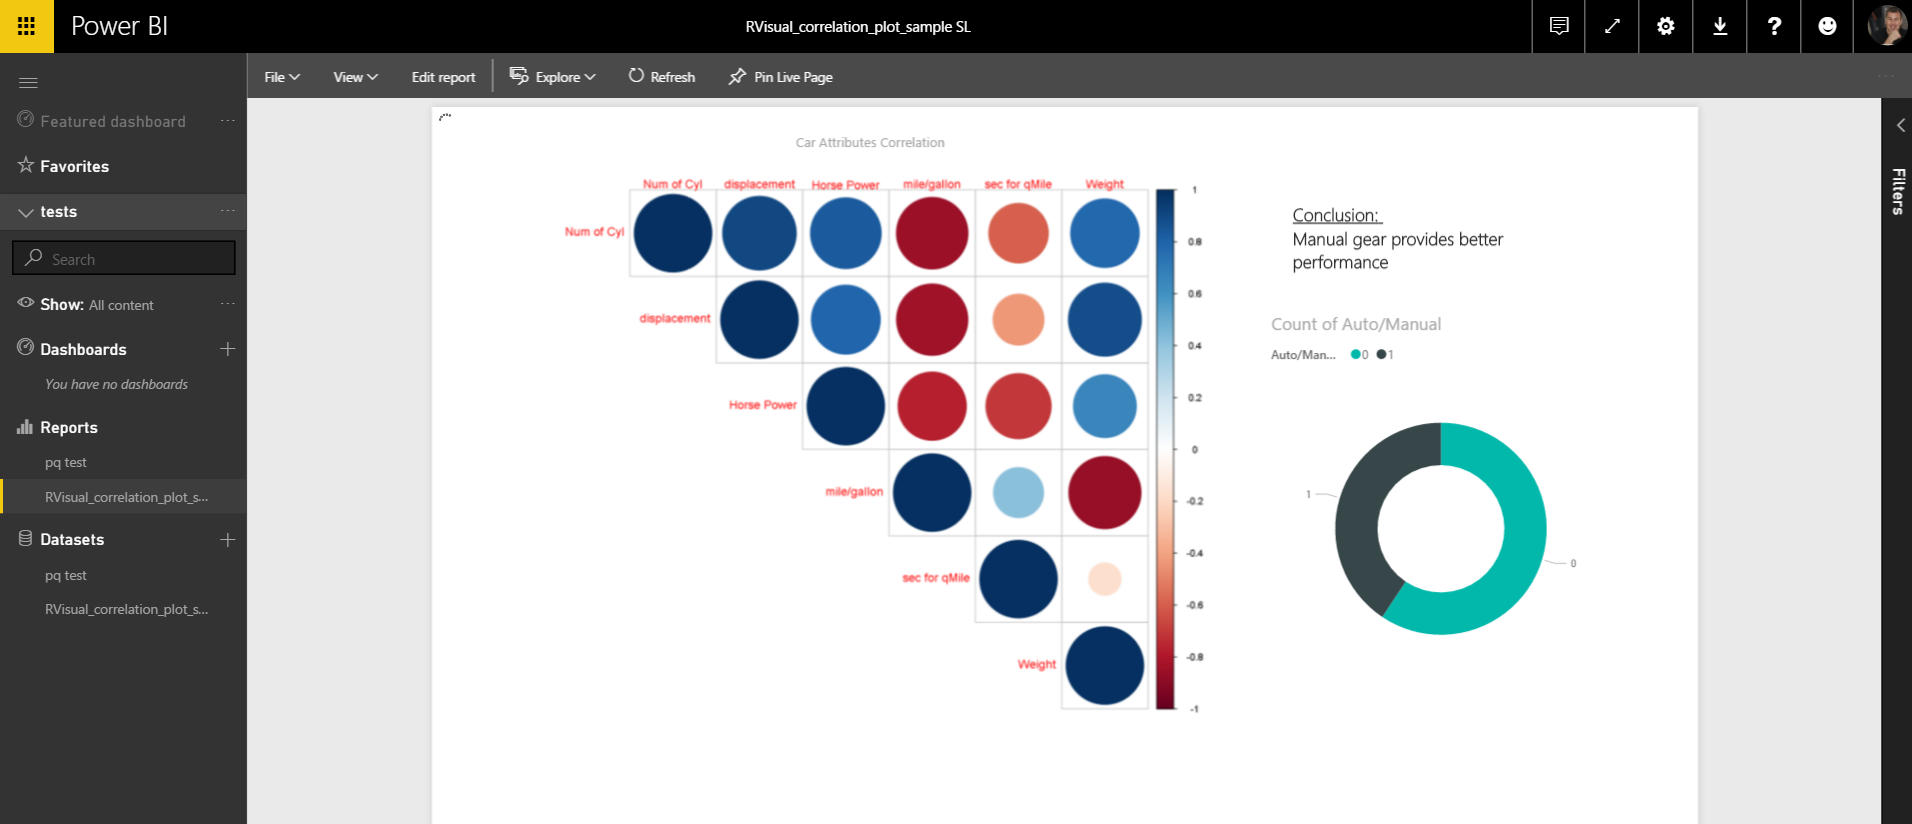 Power BI
RVisual_correlation_plot_sample SL
?
File
View
Edit report
Explore
Refresh
Pin Live Page
Featured dashboard
Favorites
tests
Search
Show: All content
Dashboards
You have no dashboards
Reports
pq test
RVisual_correlation_plot_s...
Datasets
pq test
RVisual_correlation_plot_s...
Car Attributes Correlation
Num of Cyl displacement Horse Power mile/gallon sec for qMile Weight
Num of Cyl
displacement
Horse Power
mile/gallon
sec for qMile
Weight
1
0.8
0.6
0.4
0.2
0
-0.2
-0.4
-0.6
-0.8
-1
Conclusion:
Manual gear provides better
performance
Count of Auto/Manual
Auto/Man... 0 1
1
0
Filters